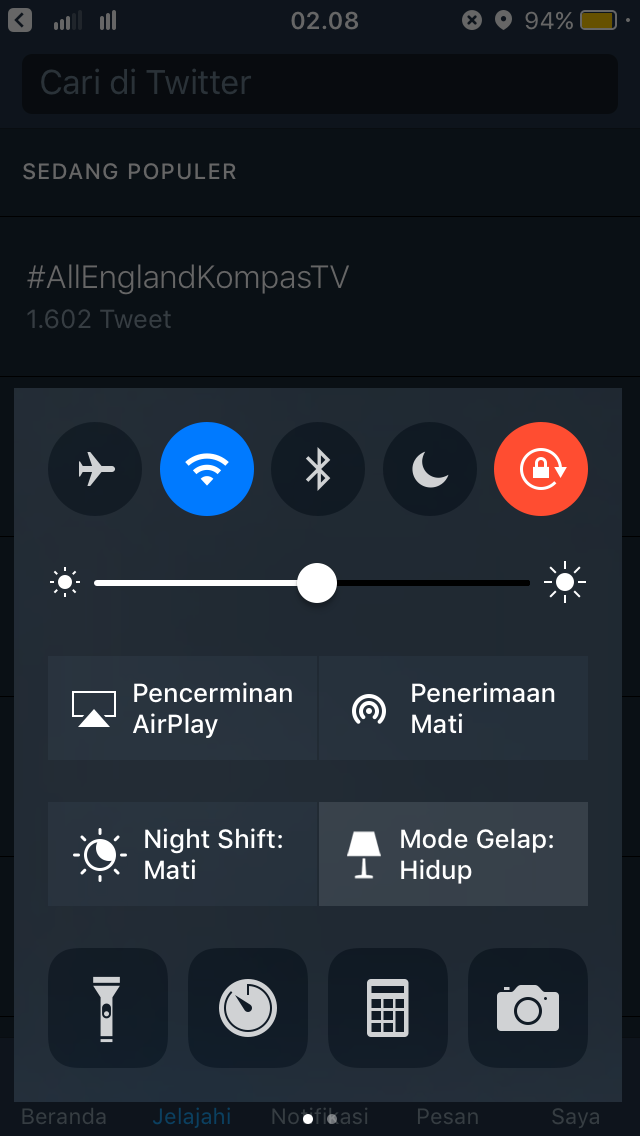 02.08
94%
Cari di Twitter
SEDANG POPULER
#AllEnglandKompasTV
1.602 Tweet
Pencerminan
AirPlay
Penerimaan
Mati
Night Shift:
Mati
Mode Gelap:
Hidup
Beranda Jelajahi Notifikasi Pesan Saya